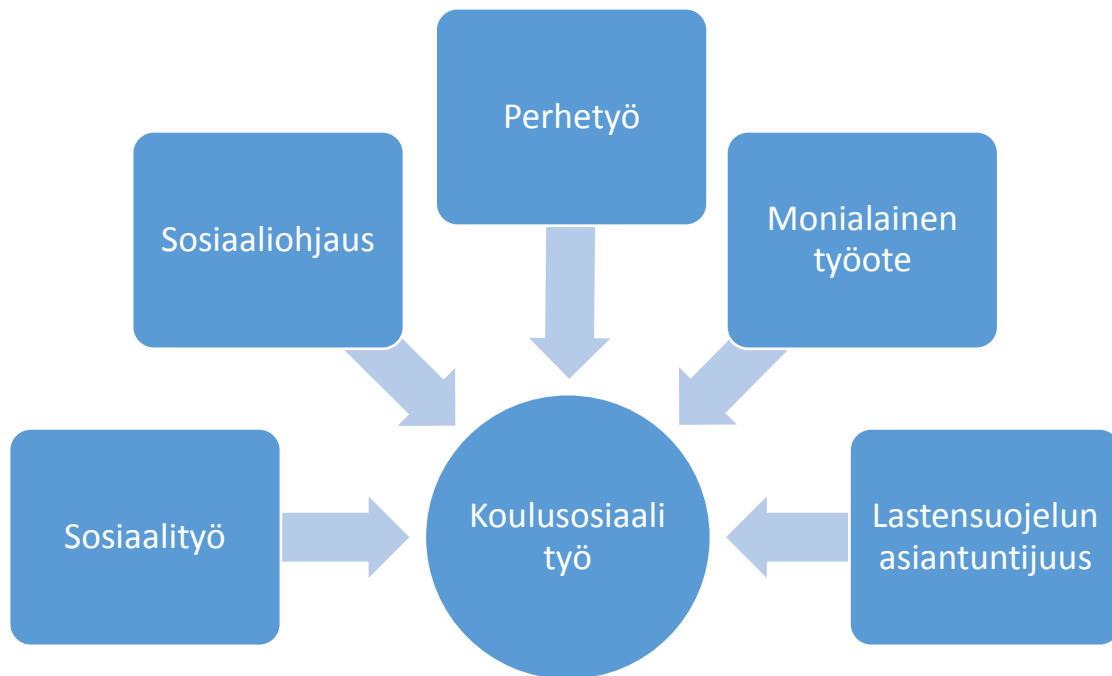 Perhetyö
Sosiaaliohjaus
Monialainen
työote
Sosiaalityö
Koulusosiaali
työ
Lastensuojelun
asiantuntijuus